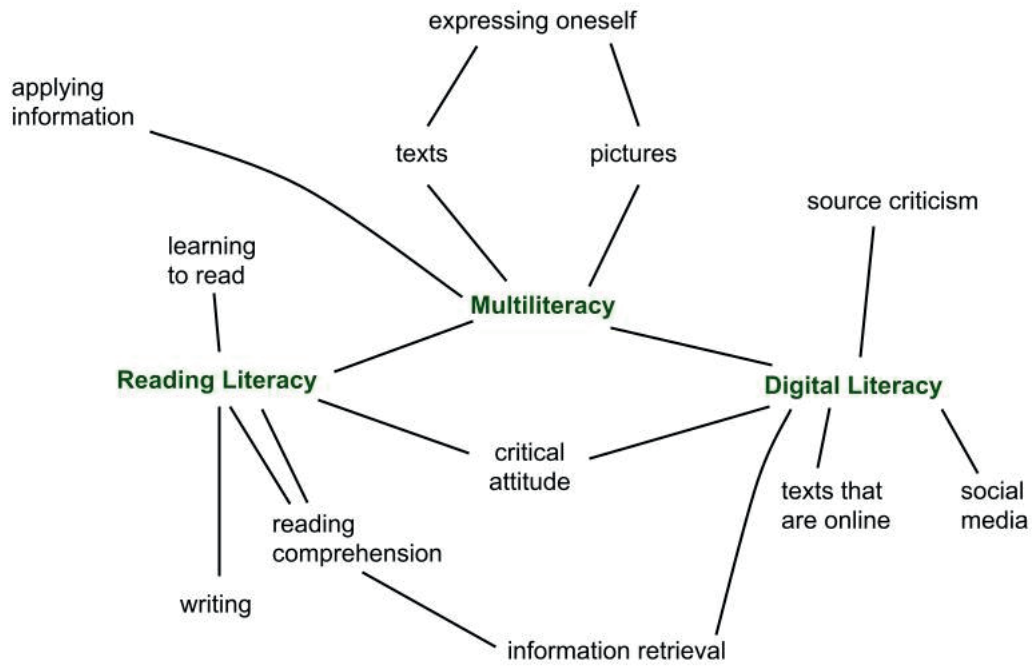 expressing oneself
applying
information
texts
pictures
source criticism
learning
to read
Multiliteracy
Reading Literacy
Digital Literacy
critical
attitude
texts that
are online
social
media
reading
comprehension
writing
information retrieval